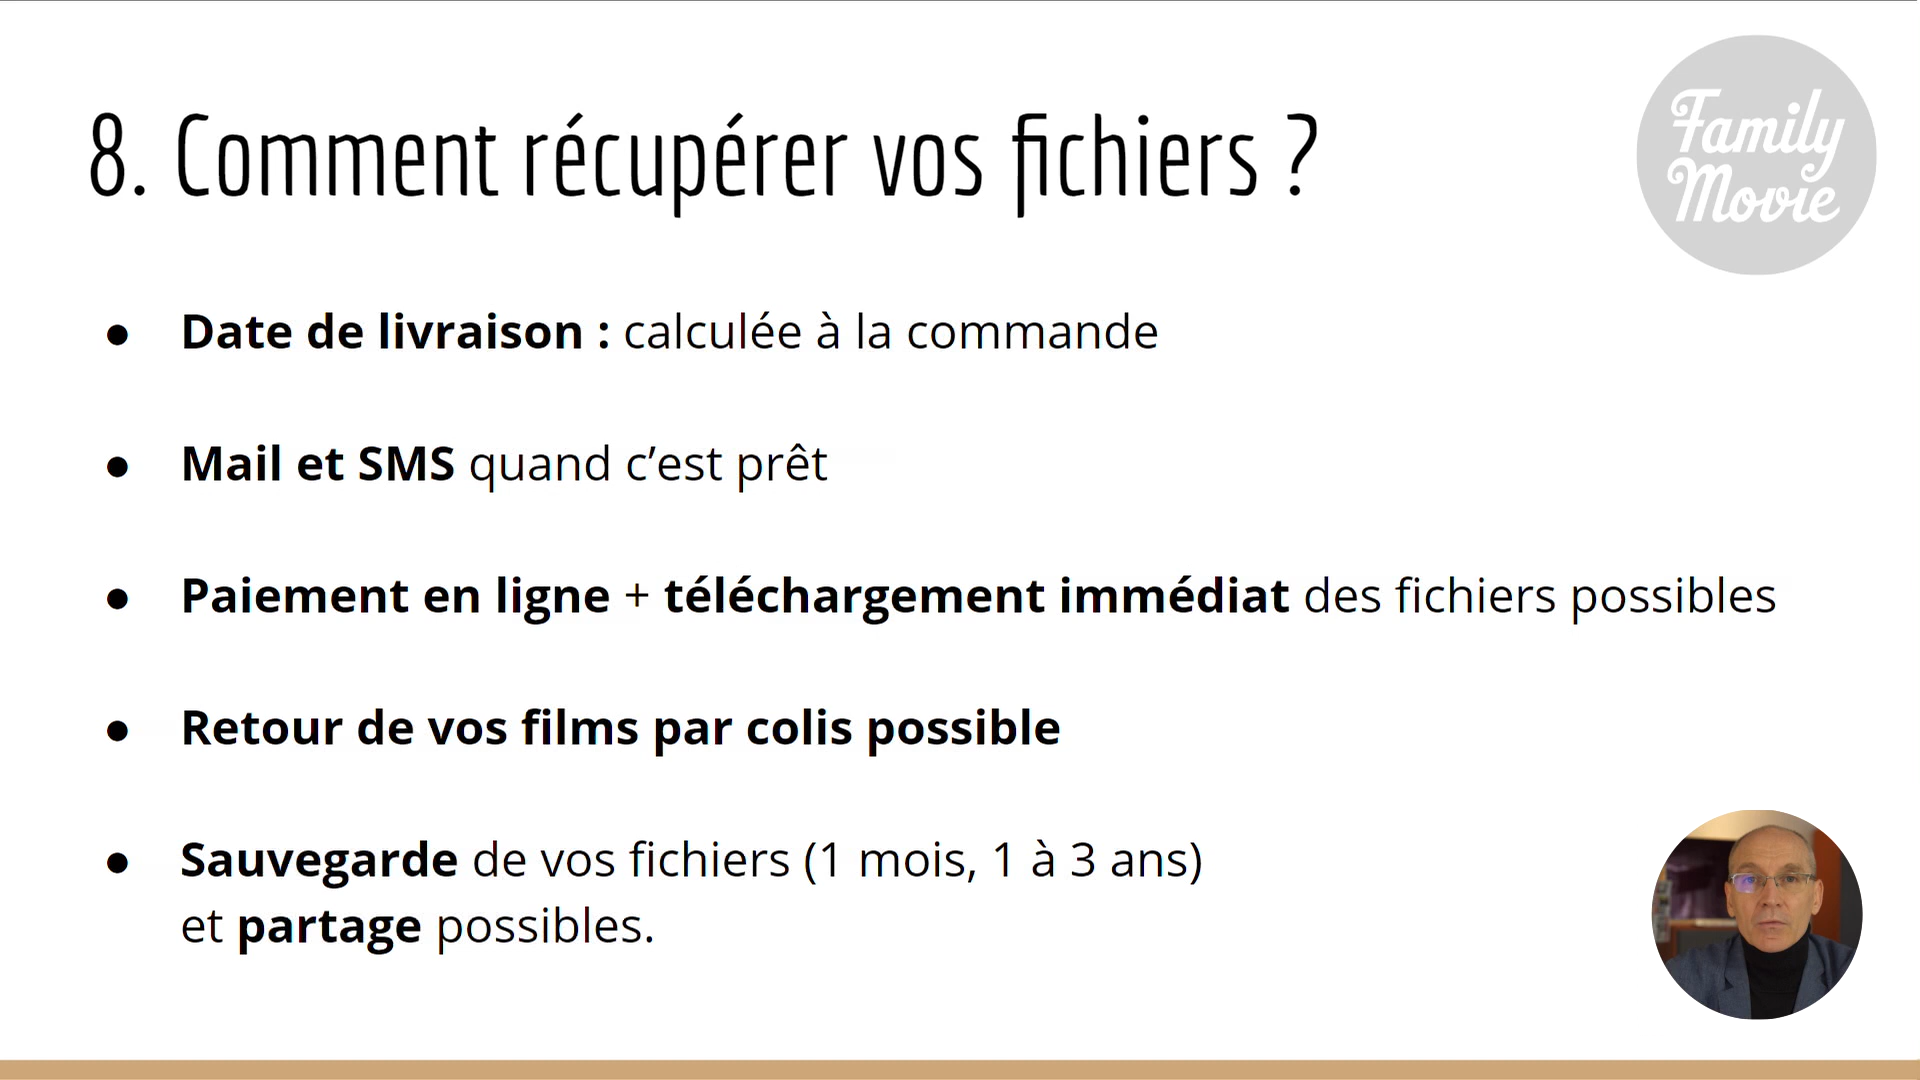 8. Comment récupérer vos fichiers ?
Family
Movie
● Date de livraison : calculée à la commande
● Mail et SMS quand c’est prêt
● Paiement en ligne + téléchargement immédiat des fichiers possibles
● Retour de vos films par colis possible
● Sauvegarde de vos fichiers (1 mois, 1 à 3 ans)
et partage possibles.